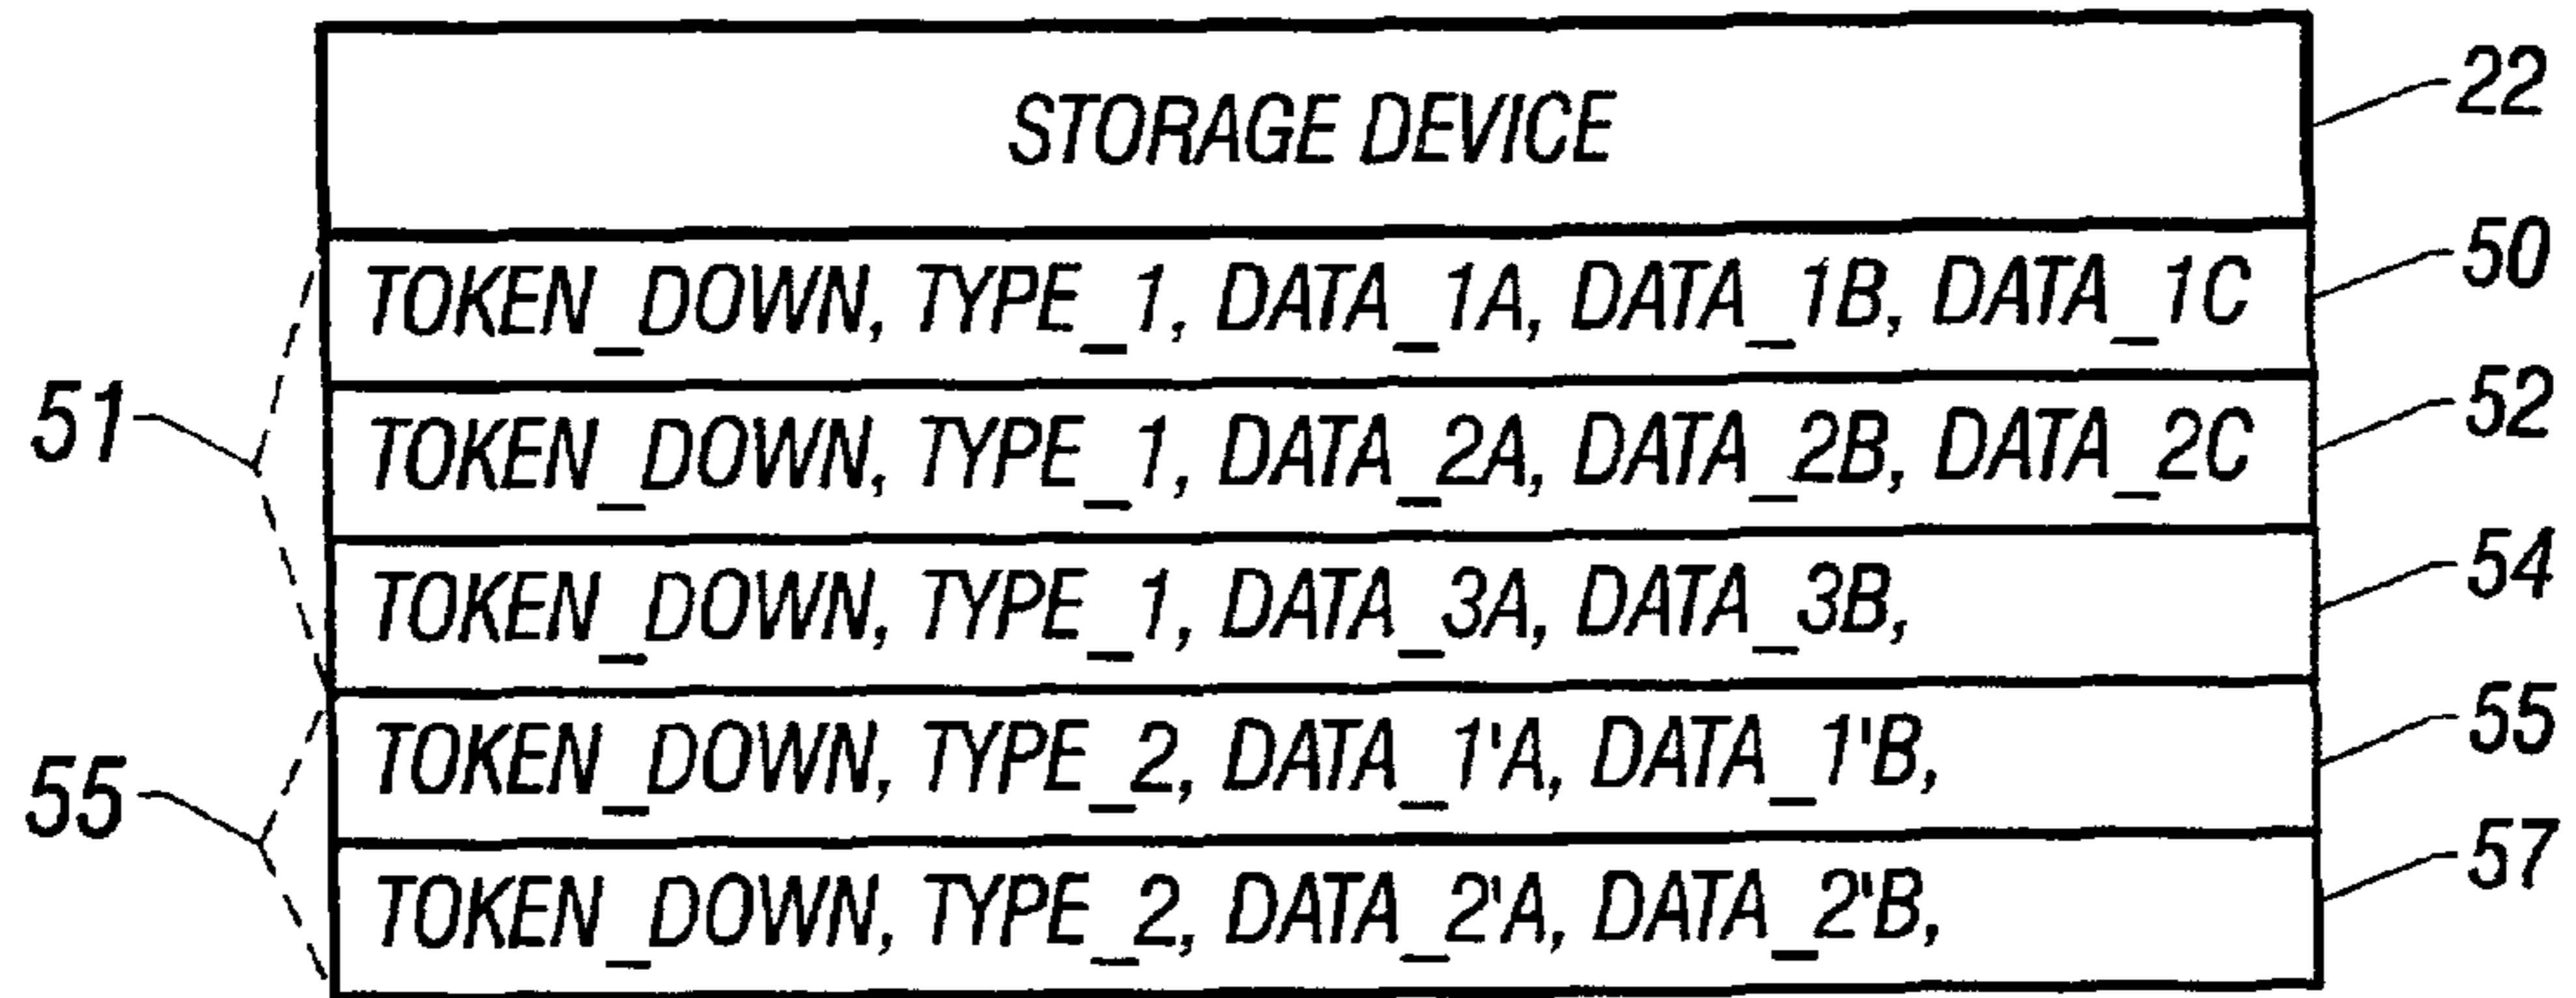 STORAGE DEVICE 22
TOKEN_DOWN, TYPE_1, DATA_1A, DATA_1B, DATA_1C 50
51
TOKEN_DOWN, TYPE_1, DATA_2A, DATA_2B, DATA_2C 52
TOKEN_DOWN, TYPE_1, DATA_3A, DATA_3B, 54
TOKEN_DOWN, TYPE_2, DATA_1'A, DATA_1'B, 55
55
TOKEN_DOWN, TYPE_2, DATA_2'A, DATA_2'B, 57